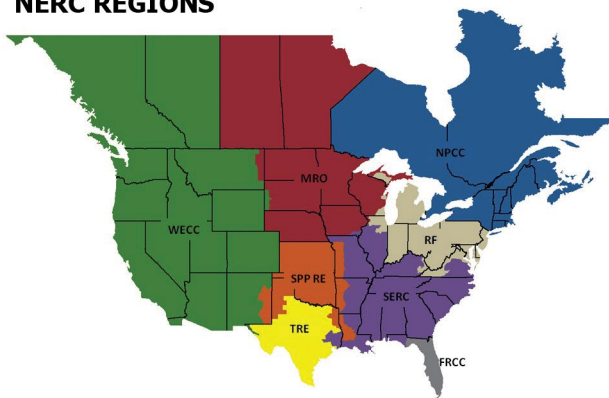 NERC REGIONS
NPCC
MRO
WECC
RF
SPP RE
SERC
TRE
FRCC